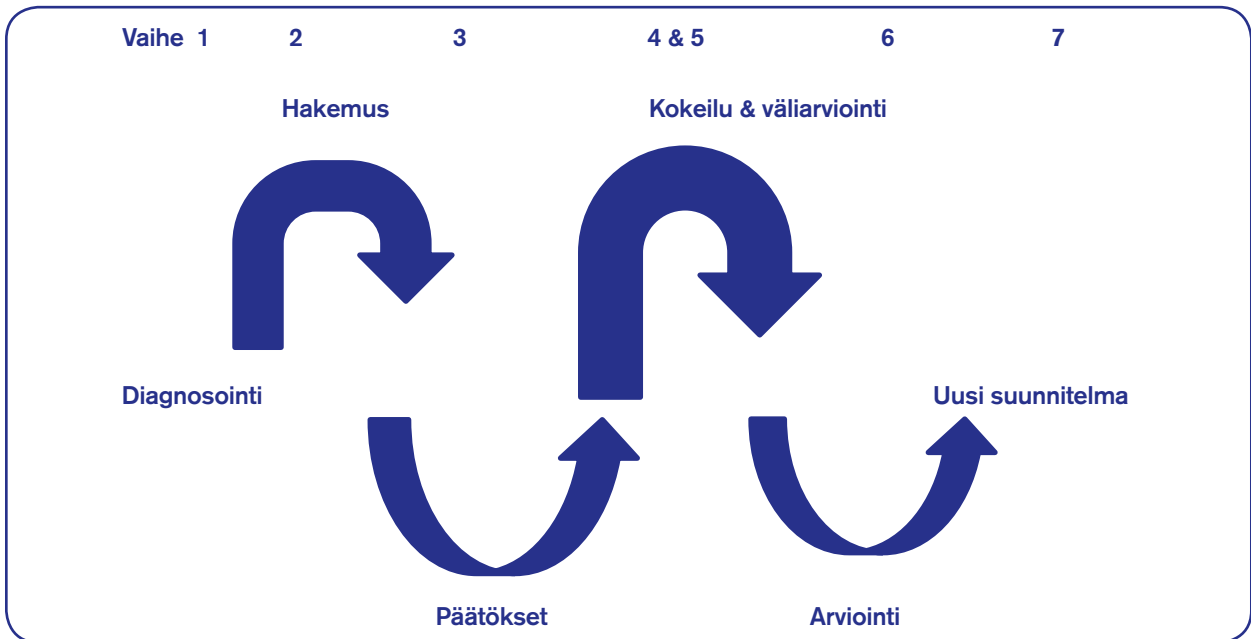 Vaihe 1 2 3 4 & 5 6 7
Hakemus Kokeilu & väliarviointi
Diagnosointi Uusi suunnitelma
Päätökset Arviointi